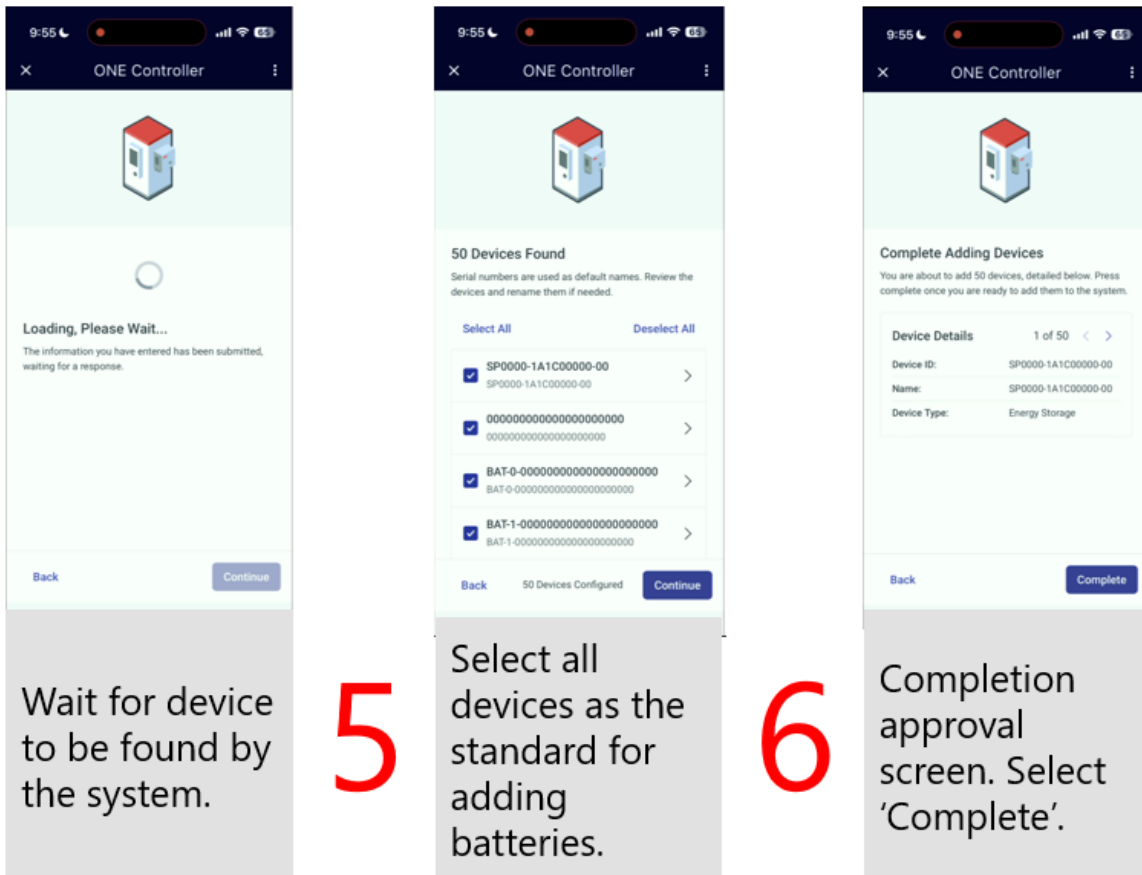 9:55
65
ONE Controller
Loading, Please Wait...
The information you have entered has been submitted,
waiting for a response.
Back
Continue
Wait for device
to be found by
the system.
5
9:55
65
ONE Controller
50 Devices Found
Serial numbers are used as default names. Review the
devices and rename them if needed.
Select All
Deselect All
SP0000-1A1C00000-00
SP0000-1A1C00000-00
000000000000000000000
000000000000000000000
BAT-0-000000000000000000000
BAT-0-000000000000000000000
BAT-1-000000000000000000000
BAT-1-000000000000000000000
Back
50 Devices Configured
Continue
Select all
devices as the
standard for
adding
batteries.
6
9:55
65
ONE Controller
Complete Adding Devices
You are about to add 50 devices, detailed below. Press
complete once you are ready to add them to the system.
Device Details
1 of 50
Device ID:
SP0000-1A1C00000-00
Name:
SP0000-1A1C00000-00
Device Type:
Energy Storage
Back
Complete
Completion
approval
screen. Select
‘Complete’.